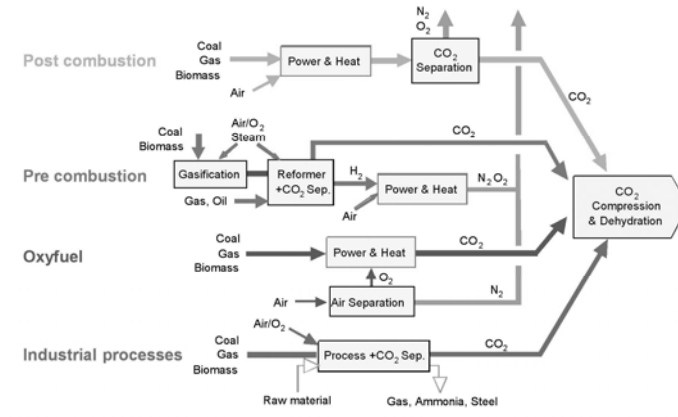 N2
O2
Post combustion
Coal
Gas
Biomass
Air
Power & Heat
CO2
Separation
CO2
Pre combustion
Coal
Biomass
Air/O2
Steam
Gasification
Gas, Oil
Reformer
+CO2 Sep.
CO2
H2
Air
Power & Heat
N2 O2
CO2
Compression
& Dehydration
Oxyfuel
Coal
Gas
Biomass
Power & Heat
CO2
O2
Air
Air Separation
N2
Industrial processes
Coal
Gas
Biomass
Air/O2
Process +CO2 Sep.
CO2
Raw material
Gas, Ammonia, Steel